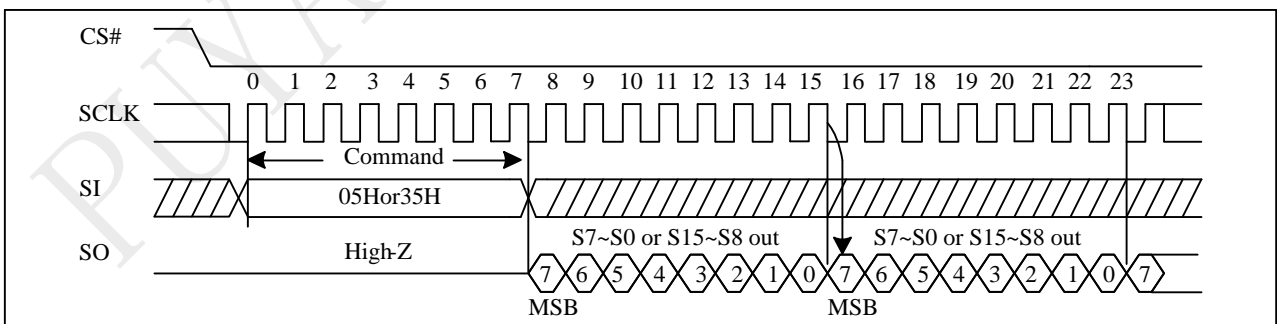 CS#
0 1 2 3 4 5 6 7 8 9 10 11 12 13 14 15 16 17 18 19 20 21 22 23
SCLK
Command
SI
05Hor35H
S7~S0 or S15~S8 out S7~S0 or S15~S8 out
SO High-Z
7 6 5 4 3 2 1 0 7 6 5 4 3 2 1 0 7
MSB MSB
PUYA